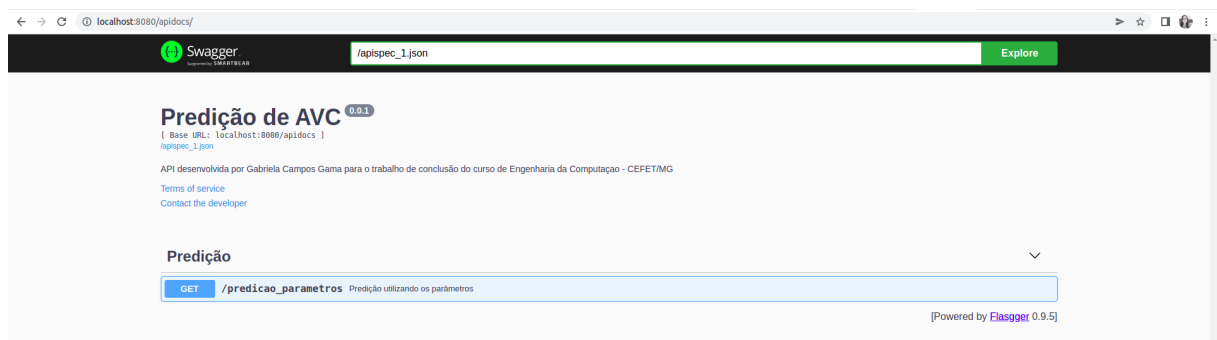 localhost:8080/apidocs/
Swagger.
Supported by SMARTBEAR
/apispec_1.json
Explore
Predição de AVC 0.0.1
[ Base URL: localhost:8080/apidocs ]
/apispec_1.json
API desenvolvida por Gabriela Campos Gama para o trabalho de conclusão do curso de Engenharia da Computaçao - CEFET/MG
Terms of service
Contact the developer
Predição
GET /predicao_parametros Predição utilizando os parâmetros
[Powered by Flasgger 0.9.5]